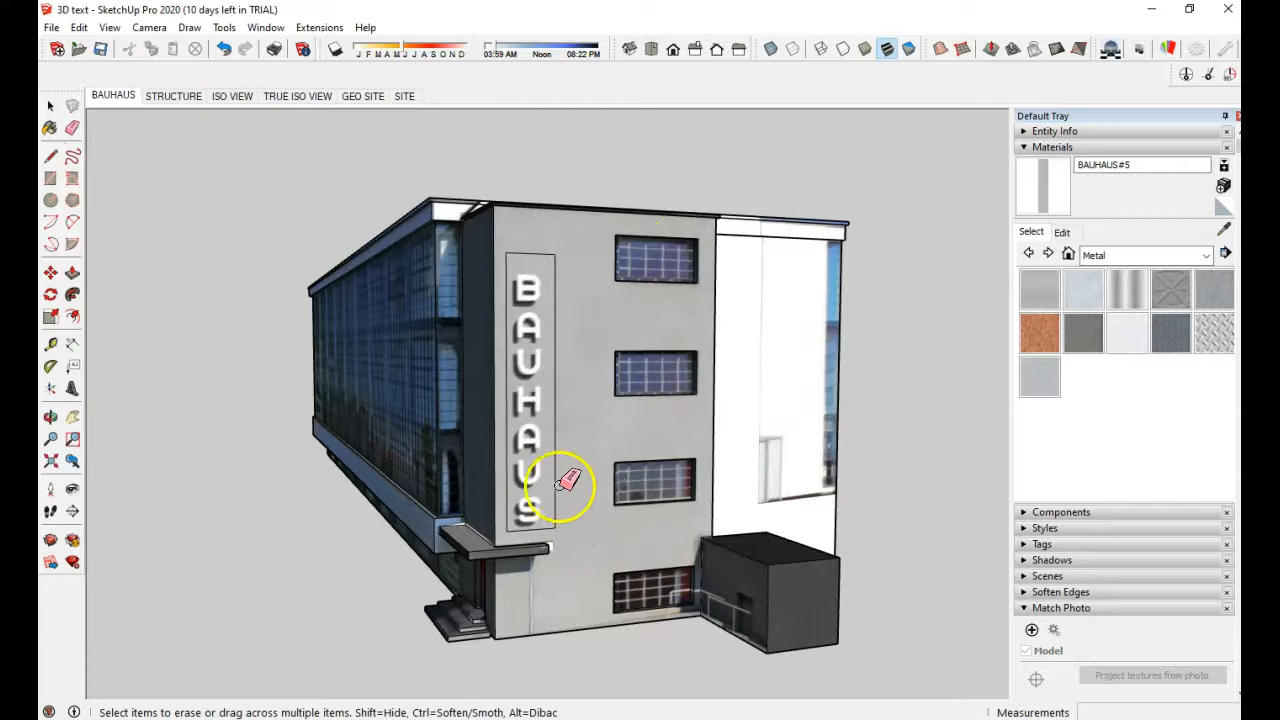 3D text - SketchUp Pro 2020 (10 days left in TRIAL)
File Edit View Camera Draw Tools Window Extensions Help
J F M A M J J A S O N D 03:59 AM Noon 08:22 PM
BAUHAUS STRUCTURE ISO VIEW TRUE ISO VIEW GEO SITE SITE
Default Tray
Entity Info
Materials
BAUHAUS#5
Select Edit
Metal
BAUHAUS
Components
Styles
Tags
Shadows
Scenes
Soften Edges
Match Photo
Model
Project textures from photo
Select items to erase or drag across multiple items. Shift=Hide, Ctrl=Soften/Smoth, Alt=Dibac
Measurements